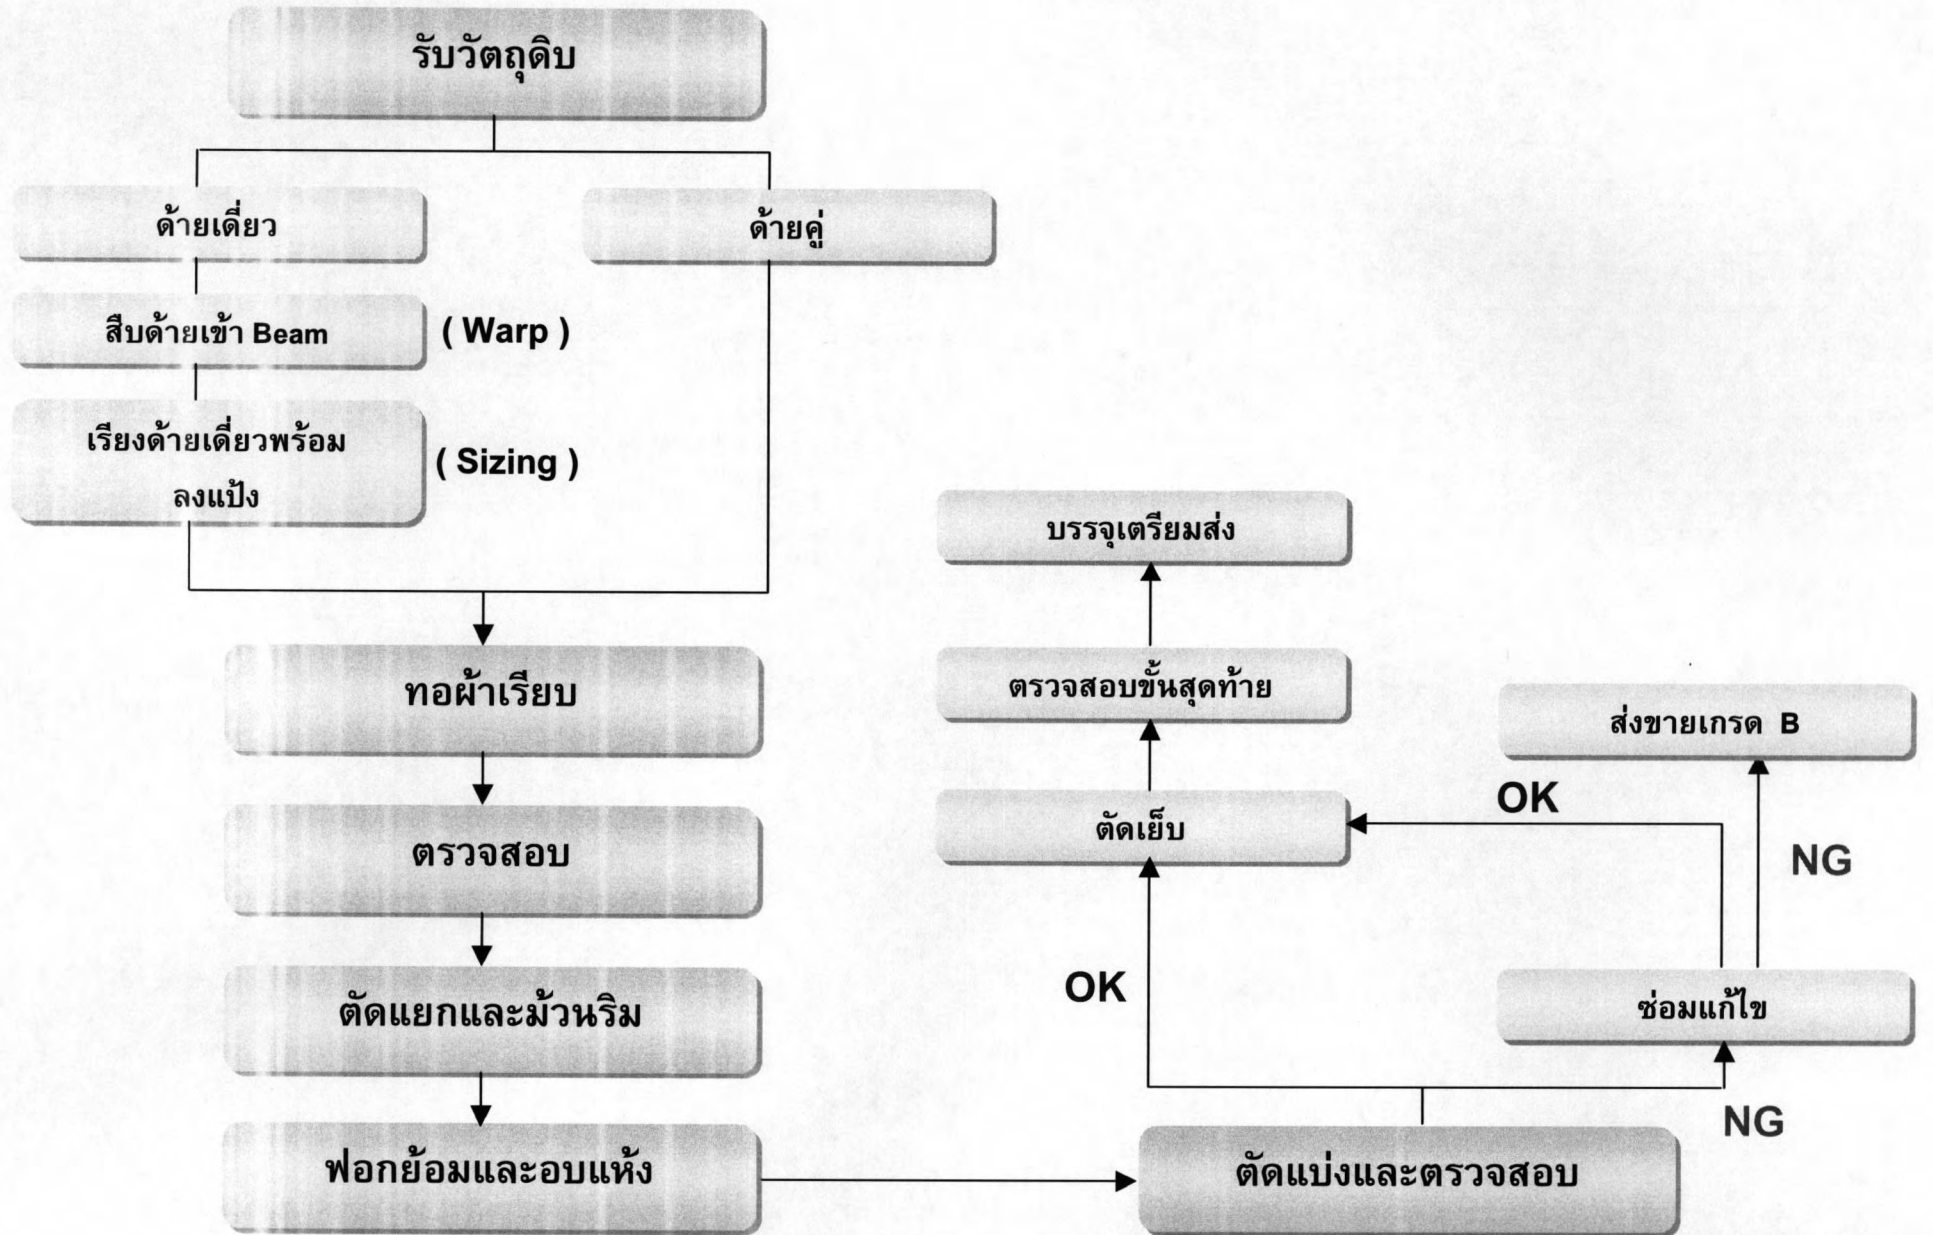 รับวัตถุดิบ
ด้ายเดี่ยว
ด้ายคู่
สืบด้ายเข้า Beam
( Warp )
เรียงด้ายเดี่ยวพร้อม
ลงแป้ง
( Sizing )
ทอผ้าเรียบ
ตรวจสอบ
ตัดแยกและม้วนริม
ฟอกย้อมและอบแห้ง
ตัดแบ่งและตรวจสอบ
OK
NG
ซ่อมแก้ไข
OK
NG
ส่งขายเกรด B
ตัดเย็บ
ตรวจสอบขั้นสุดท้าย
บรรจุเตรียมส่ง